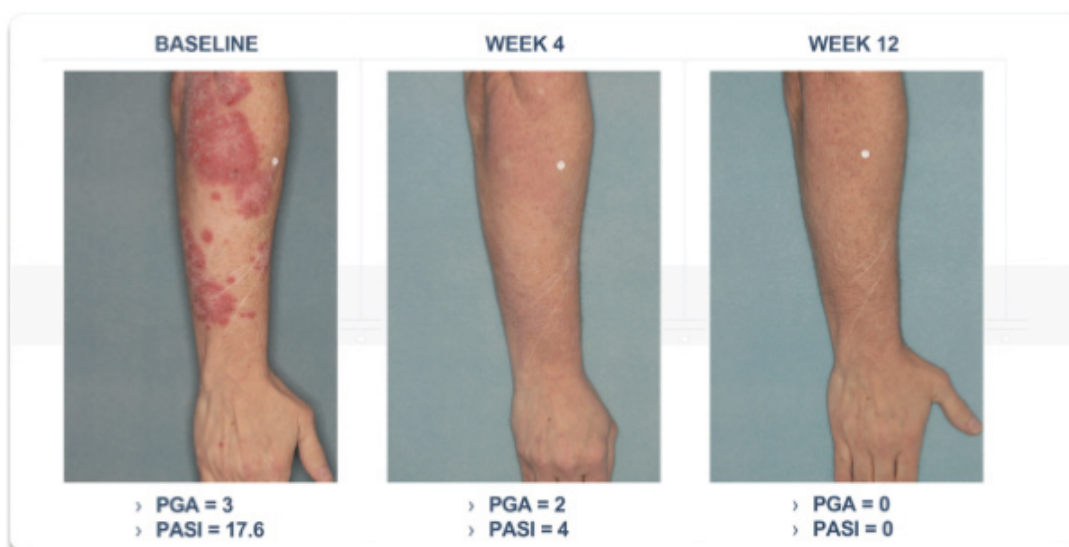 BASELINE
WEEK 4
WEEK 12
› PGA = 3
› PASI = 17.6
› PGA = 2
› PASI = 4
› PGA = 0
› PASI = 0